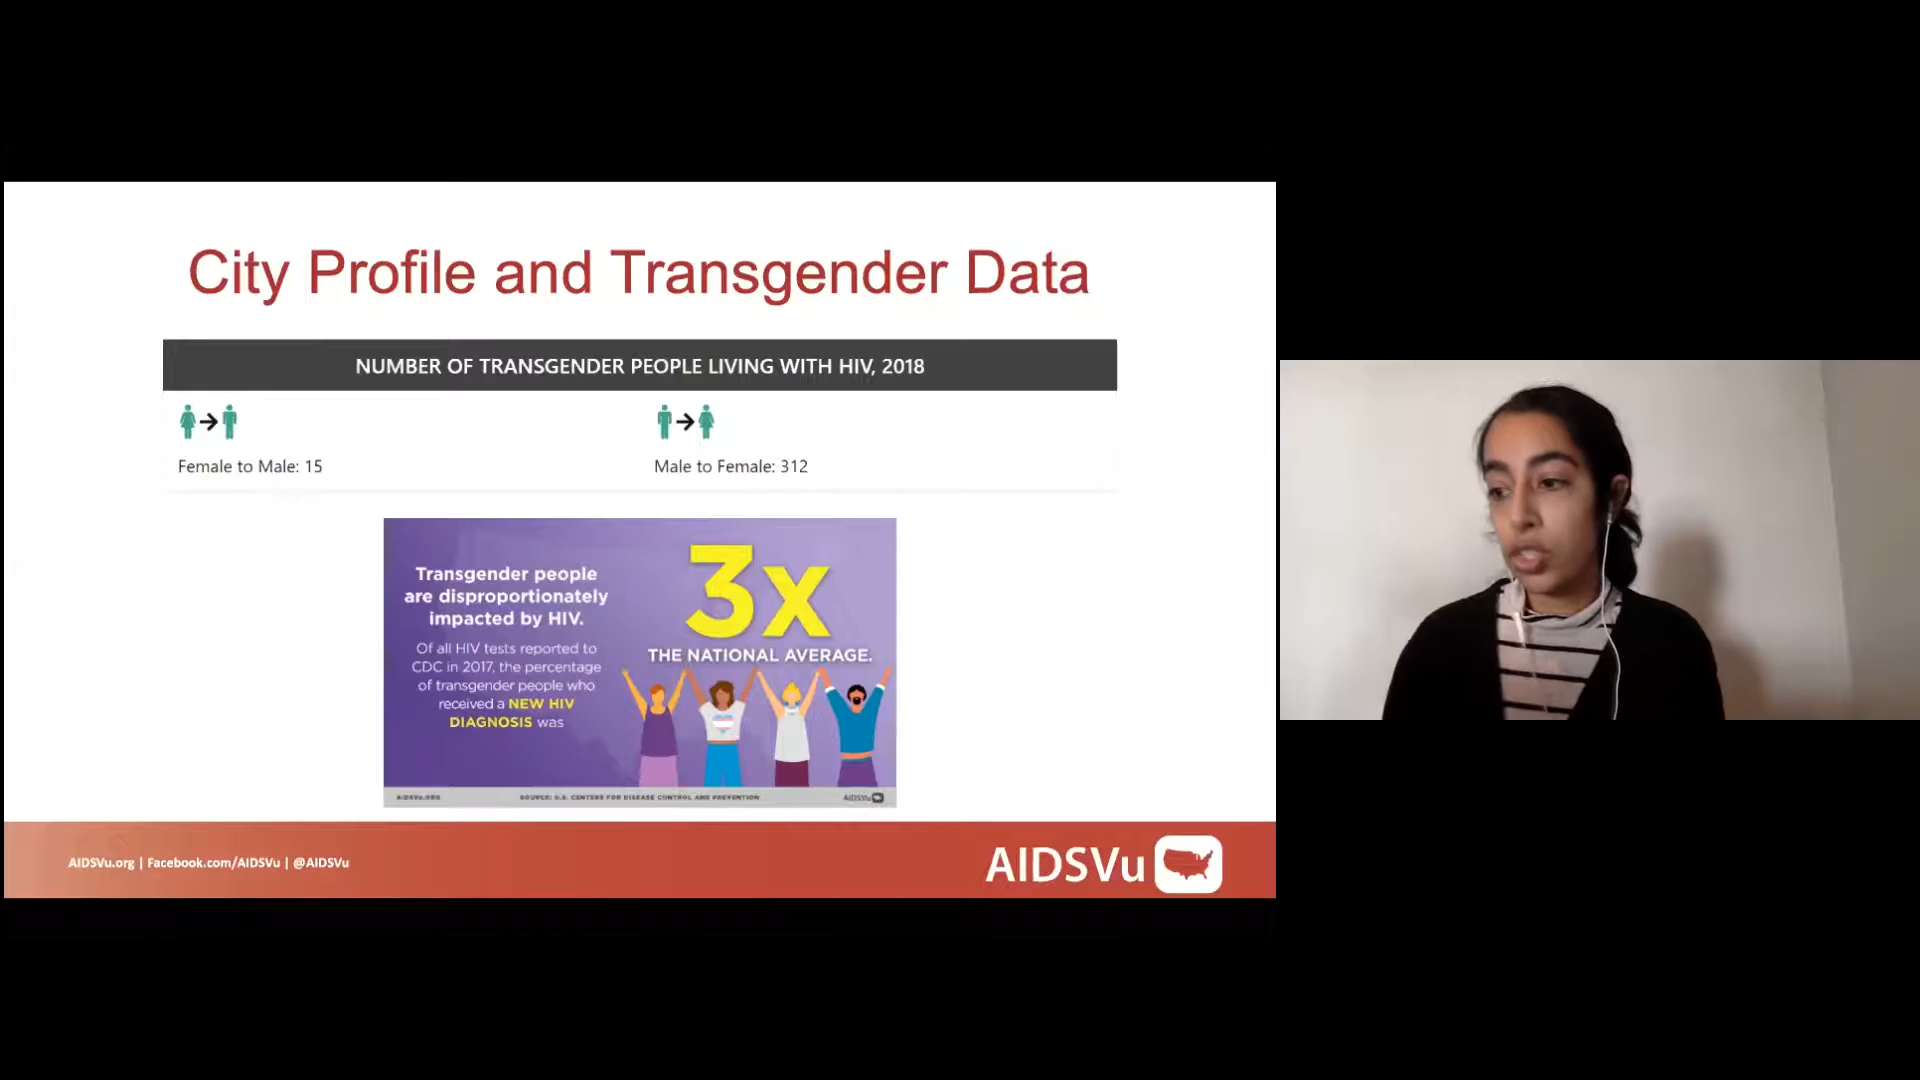 City Profile and Transgender Data
NUMBER OF TRANSGENDER PEOPLE LIVING WITH HIV, 2018
Female to Male: 15
Male to Female: 312
Transgender people
are disproportionately
impacted by HIV.
Of all HIV tests reported to
CDC in 2017, the percentage
of transgender people who
received a NEW HIV
DIAGNOSIS was
3x
THE NATIONAL AVERAGE.
AIDSVU.ORG
SOURCE: U.S. CENTERS FOR DISEASE CONTROL AND PREVENTION
AIDSVu
AIDSVu.org | Facebook.com/AIDSVu | @AIDSVu
AIDSVu